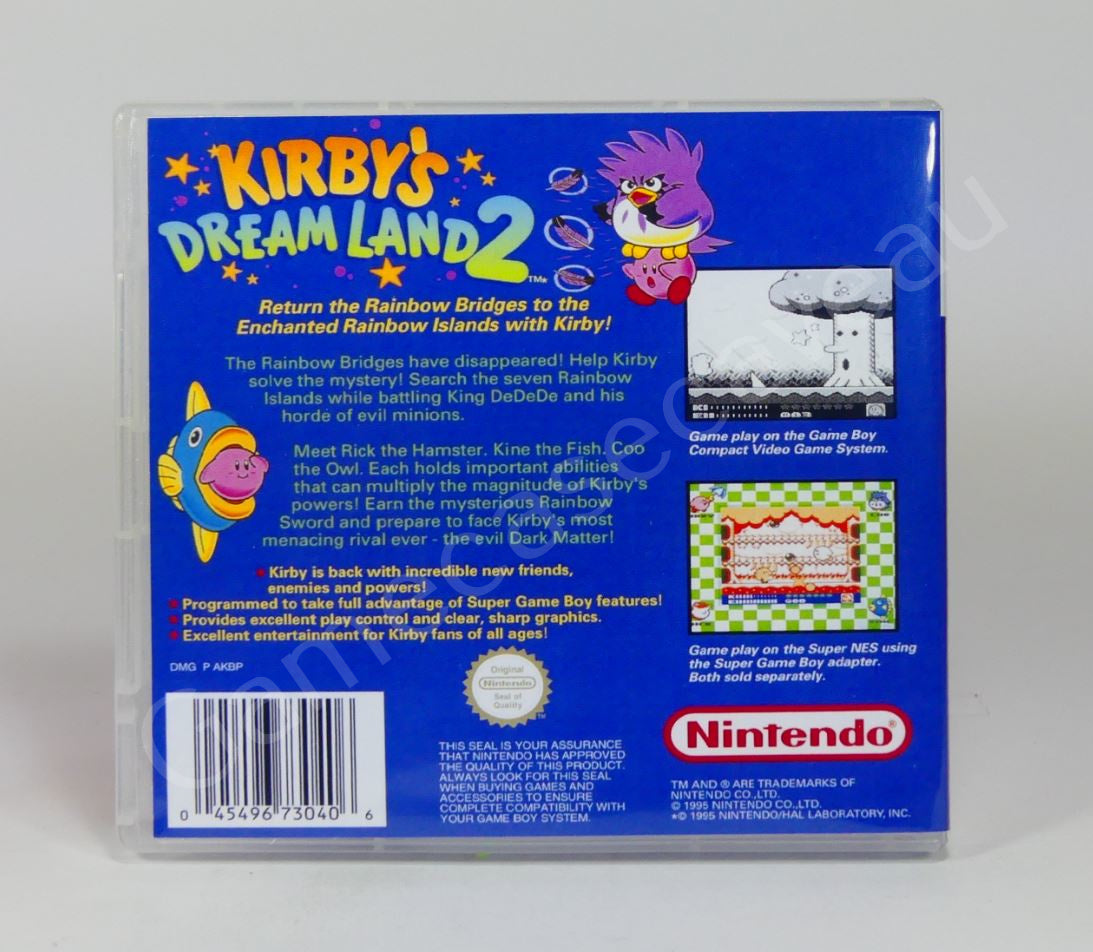 KIRBY'S
DREAM LAND 2
TM*
Return the Rainbow Bridges to the
Enchanted Rainbow Islands with Kirby!
The Rainbow Bridges have disappeared! Help Kirby
solve the mystery! Search the seven Rainbow
Islands while battling King DeDeDe and his
horde of evil minions.
Meet Rick the Hamster. Kine the Fish. Coo
the Owl. Each holds important abilities
that can multiply the magnitude of Kirby's
powers! Earn the mysterious Rainbow
Sword and prepare to face Kirby's most
menacing rival ever - the evil Dark Matter!
Kirby is back with incredible new friends,
enemies and powers!
Programmed to take full advantage of Super Game Boy features!
Provides excellent play control and clear, sharp graphics.
Excellent entertainment for Kirby fans of all ages!
DMG P AKBP
0 45496 73040 6
Original
Nintendo
Seal of
Quality
TM
THIS SEAL IS YOUR ASSURANCE
THAT NINTENDO HAS APPROVED
THE QUALITY OF THIS PRODUCT.
ALWAYS LOOK FOR THIS SEAL
WHEN BUYING GAMES AND
ACCESSORIES TO ENSURE
COMPLETE COMPATIBILITY WITH
YOUR GAME BOY SYSTEM.
Game play on the Game Boy
Compact Video Game System.
Game play on the Super NES using
the Super Game Boy adapter.
Both sold separately.
Nintendo®
TM AND ® ARE TRADEMARKS OF
NINTENDO CO.,LTD.
© 1995 NINTENDO CO.,LTD.
*© 1995 NINTENDO/HAL LABORATORY, INC.